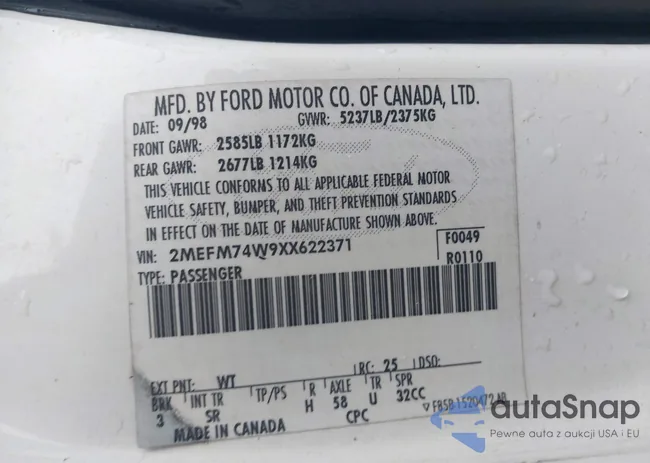 MFD. BY FORD MOTOR CO. OF CANADA, LTD.
DATE: 09/98 GVWR: 5237LB/2375KG
FRONT GAWR: 2585LB 1172KG
REAR GAWR: 2677LB 1214KG
THIS VEHICLE CONFORMS TO ALL APPLICABLE FEDERAL MOTOR
VEHICLE SAFETY, BUMPER, AND THEFT PREVENTION STANDARDS
IN EFFECT ON THE DATE OF MANUFACTURE SHOWN ABOVE.
VIN: 2MEFM74W9XX622371 F0049
TYPE: PASSENGER R0110
EXT PNT: WT RC: 25 DSO:
BRK INT TR TP/PS R AXLE TR SPR
3 SR H 58 U 32CC
MADE IN CANADA CPC
autoSnap
Pewne auta z aukcji USA i EU